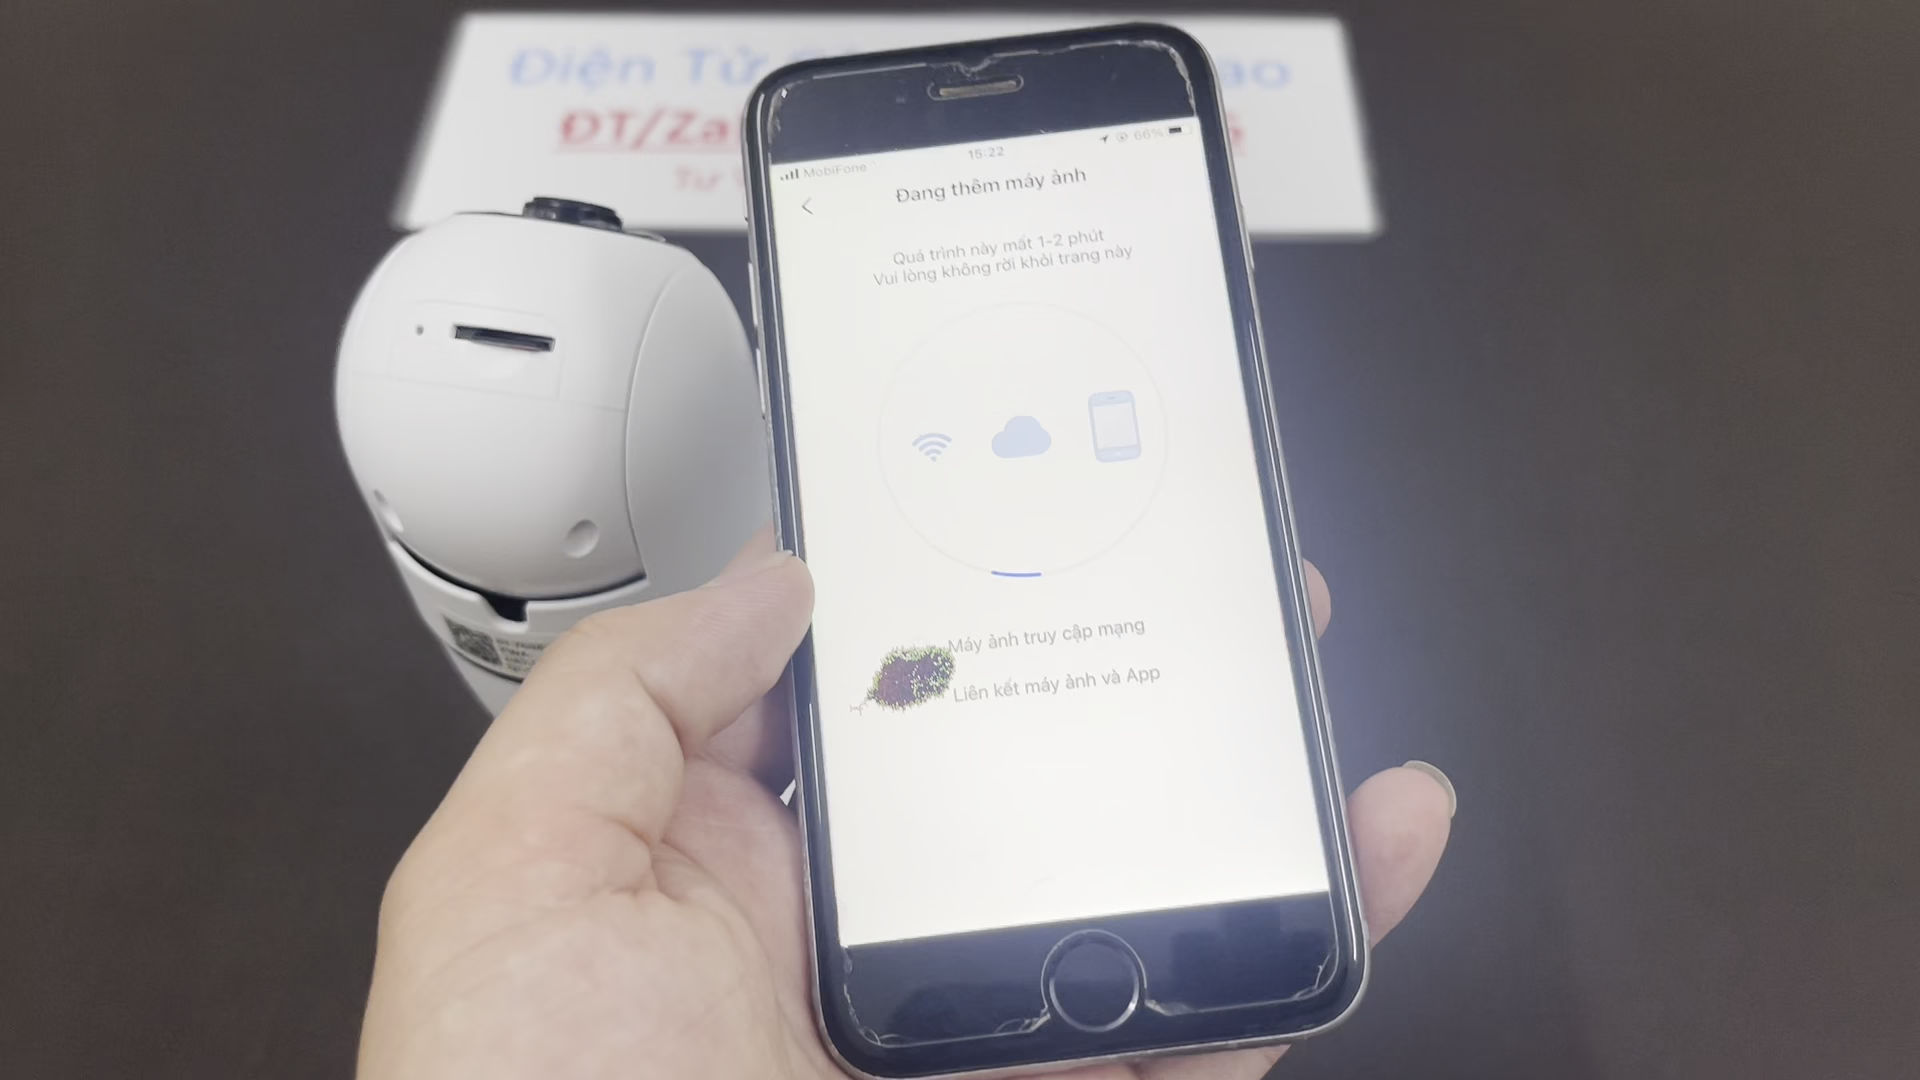 Điện Tử
ĐT/Za
MobiFone
15:22
66%
Đang thêm máy ảnh
Quá trình này mất 1-2 phút
Vui lòng không rời khỏi trang này
Máy ảnh truy cập mạng
Liên kết máy ảnh và App